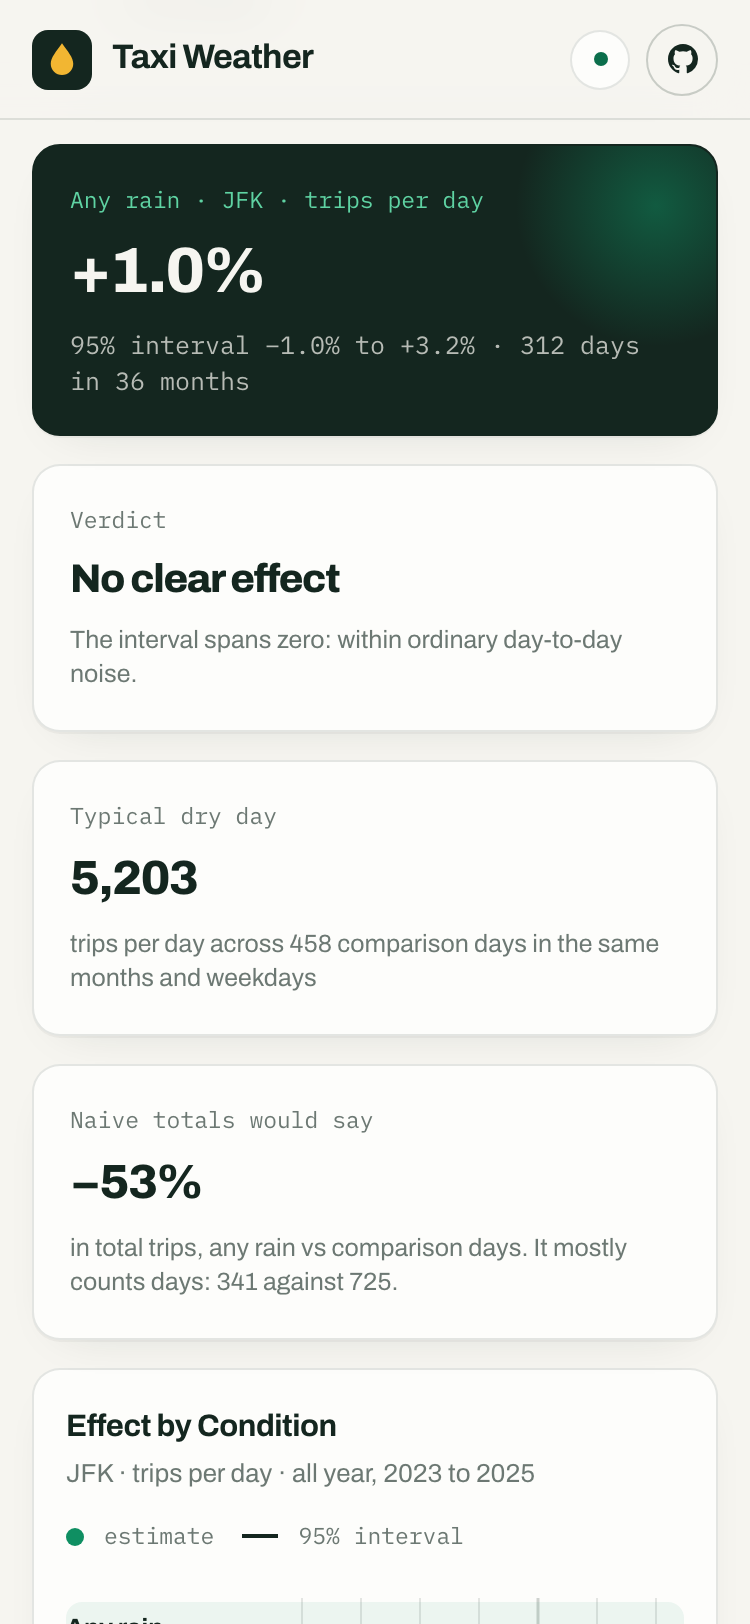 Taxi Weather
Any rain · JFK · trips per day
+1.0%
95% interval −1.0% to +3.2% · 312 days
in 36 months
Verdict
No clear effect
The interval spans zero: within ordinary day-to-day
noise.
Typical dry day
5,203
trips per day across 458 comparison days in the same
months and weekdays
Naive totals would say
−53%
in total trips, any rain vs comparison days. It mostly
counts days: 341 against 725.
Effect by Condition
JFK · trips per day · all year, 2023 to 2025
estimate 95% interval
Any rain